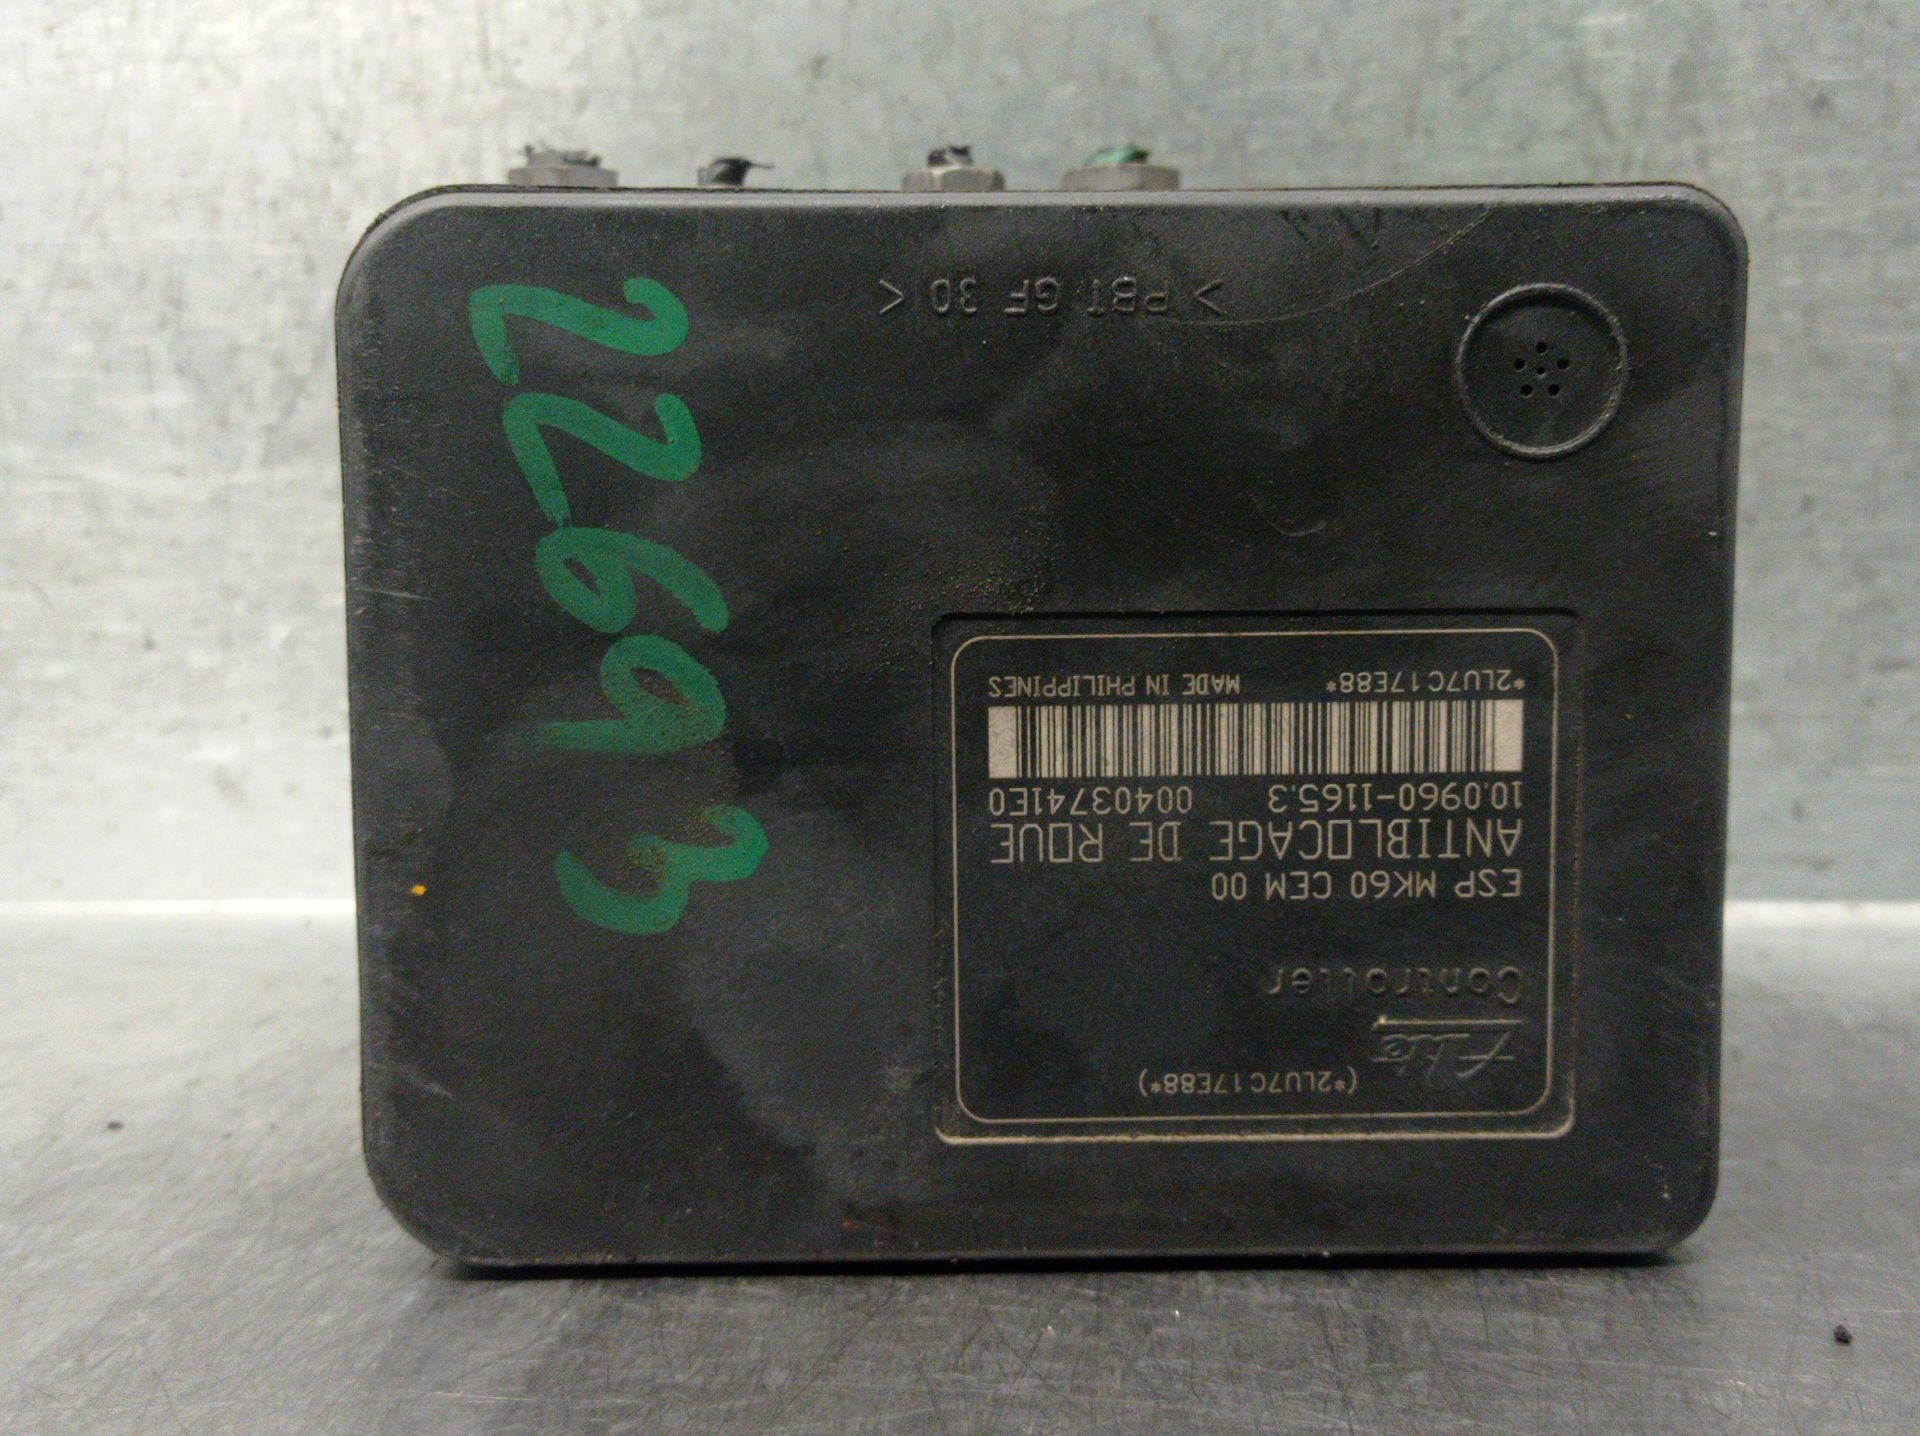 22693
> PBT GF 30 <
(*2LU7C17E88*)
Ate
Controller
ESP MK60 CEM 00
ANTIBLOCAGE DE ROUE
10.0960-1165.3 00403741E0
*2LU7C17E88* MADE IN PHILIPPINES